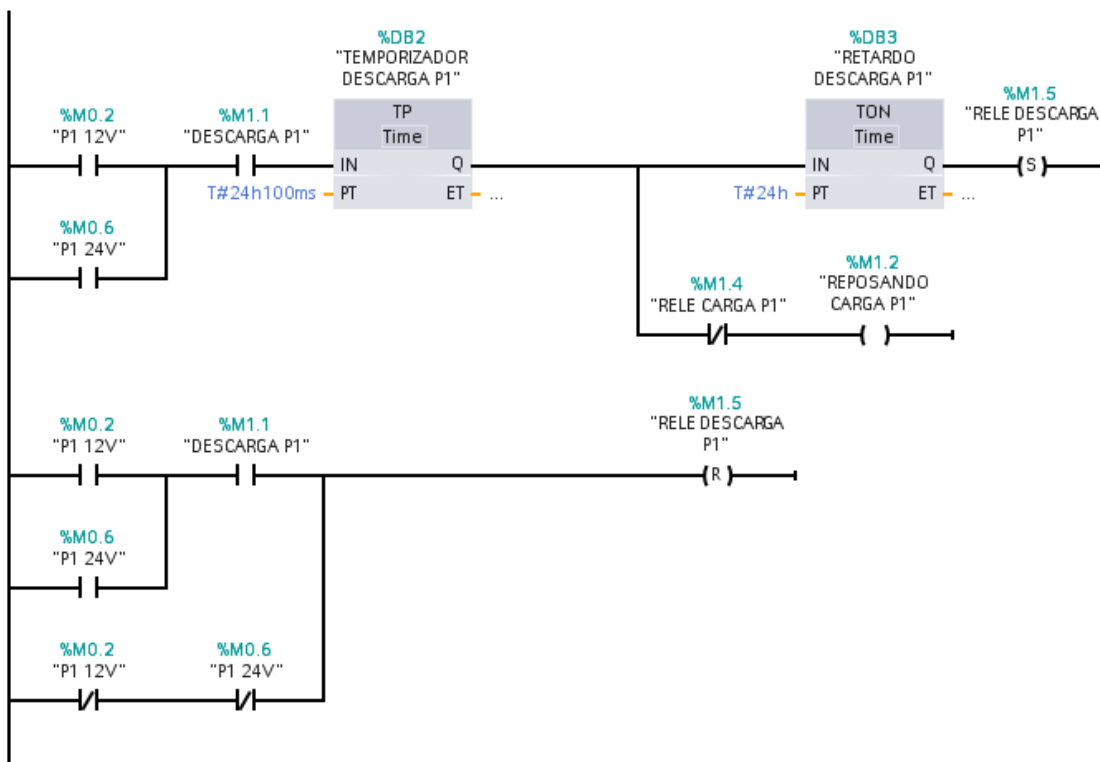 %DB2
"TEMPORIZADOR
DESCARGA P1"
%DB3
"RETARDO
DESCARGA P1"
%M0.2
"P1 12V"
%M1.1
"DESCARGA P1"
TP
Time
TON
Time
%M1.5
"RELE DESCARGA
P1"
IN
Q
IN
Q
S
T#24h100ms
PT
ET
...
T#24h
PT
ET
...
%M0.6
"P1 24V"
%M1.4
"RELE CARGA P1"
%M1.2
"REPOSANDO
CARGA P1"
%M0.2
"P1 12V"
%M1.1
"DESCARGA P1"
%M1.5
"RELE DESCARGA
P1"
R
%M0.6
"P1 24V"
%M0.2
"P1 12V"
%M0.6
"P1 24V"